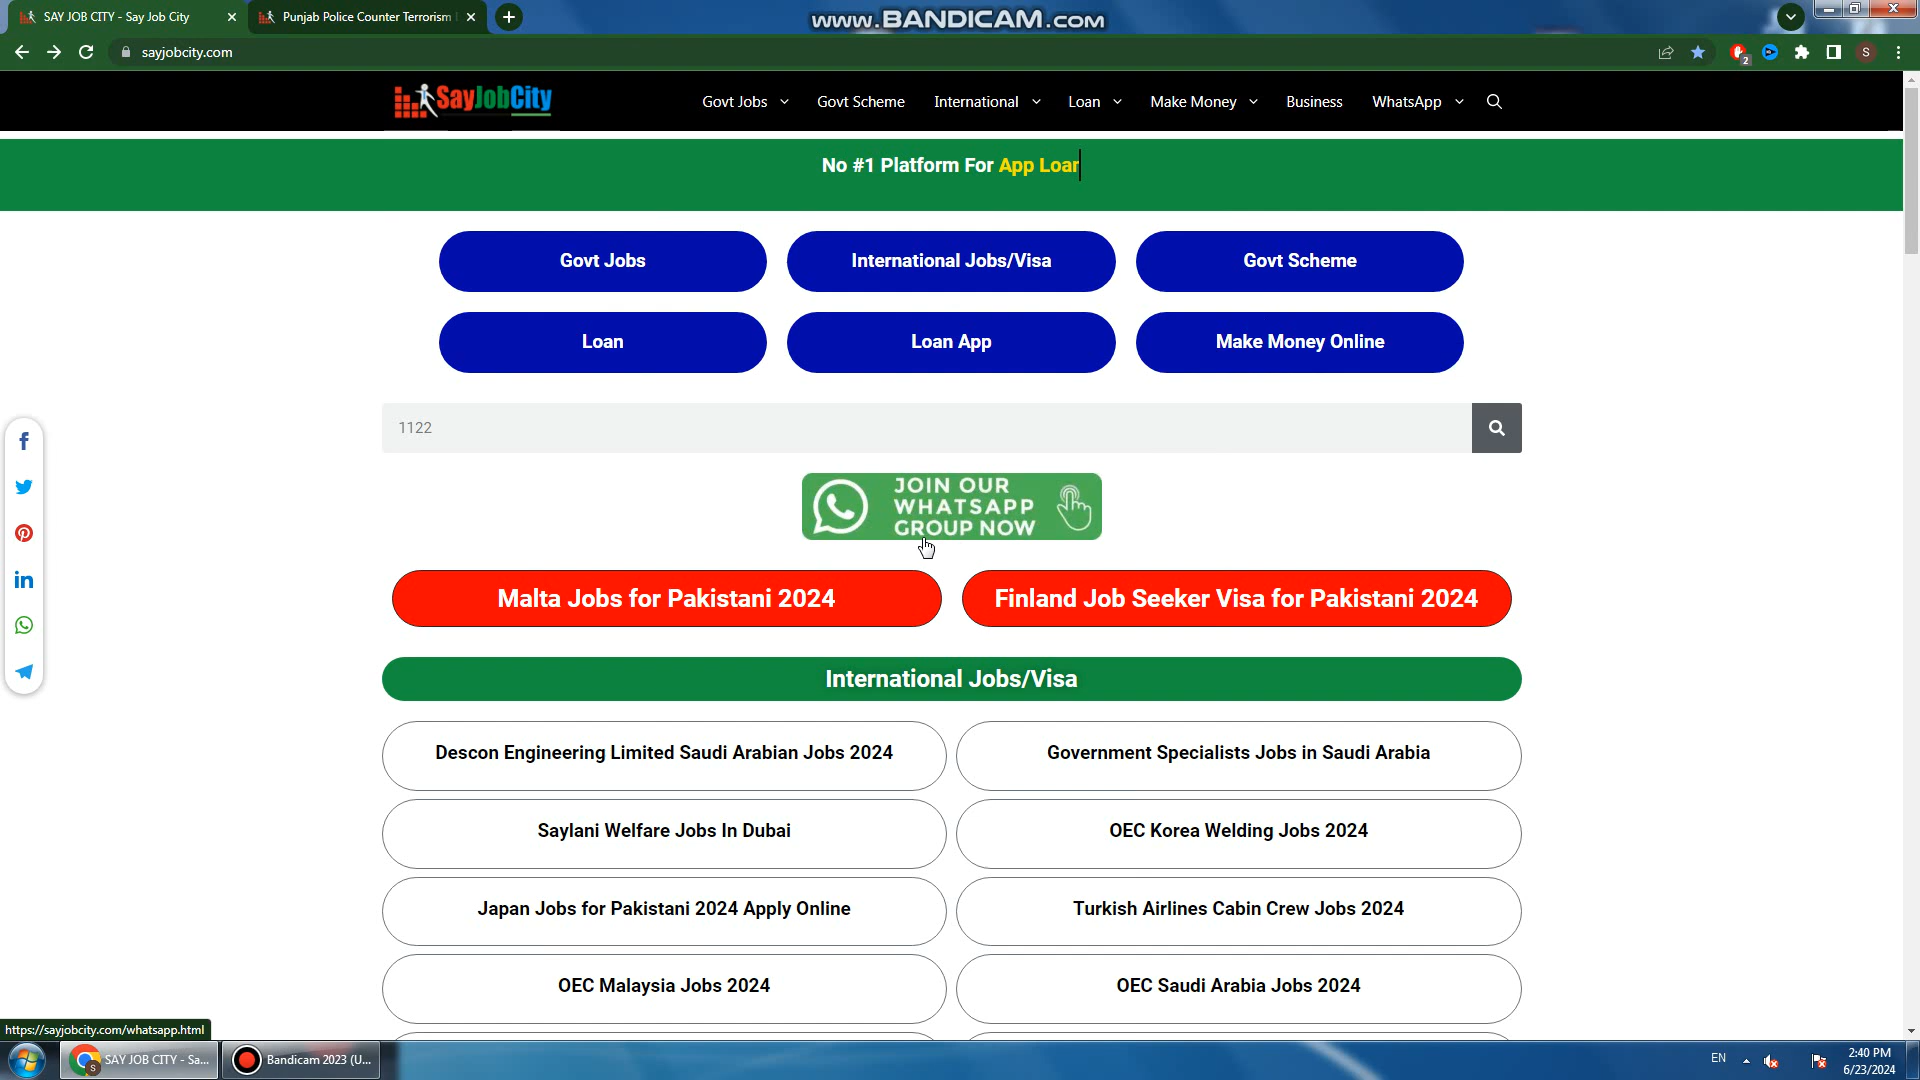 SAY JOB CITY - Say Job City
Punjab Police Counter Terrorism
www.BANDICAM.com
sayjobcity.com
2
S
SayJobCity
Govt Jobs
Govt Scheme
International
Loan
Make Money
Business
WhatsApp
No #1 Platform For App Loan
Govt Jobs
International Jobs/Visa
Govt Scheme
Loan
Loan App
Make Money Online
1122
JOIN OUR
WHATSAPP
GROUP NOW
Malta Jobs for Pakistani 2024
Finland Job Seeker Visa for Pakistani 2024
International Jobs/Visa
Descon Engineering Limited Saudi Arabian Jobs 2024
Government Specialists Jobs in Saudi Arabia
Saylani Welfare Jobs In Dubai
OEC Korea Welding Jobs 2024
Japan Jobs for Pakistani 2024 Apply Online
Turkish Airlines Cabin Crew Jobs 2024
OEC Malaysia Jobs 2024
OEC Saudi Arabia Jobs 2024
https://sayjobcity.com/whatsapp.html
S
SAY JOB CITY - Sa...
Bandicam 2023 (U...
EN
2:40 PM
6/23/2024